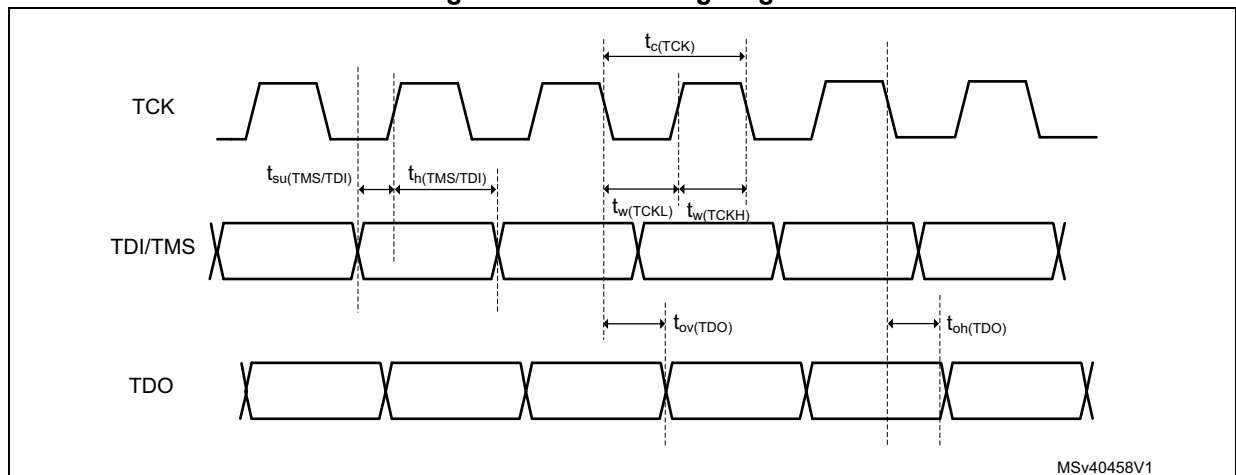 tc(TCK)
TCK
tsu(TMS/TDI)
th(TMS/TDI)
tw(TCKL)
tw(TCKH)
TDI/TMS
tov(TDO)
toh(TDO)
TDO
MSv40458V1